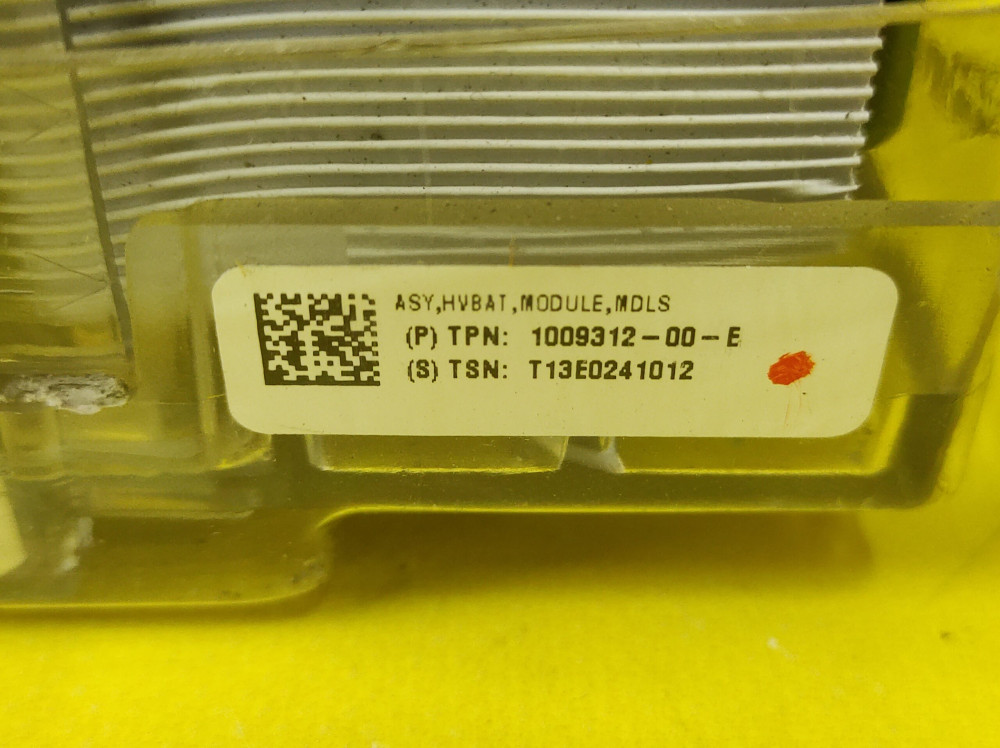 ASY,HVBAT,MODULE,MDLS
(P) TPN: 1009312-00-E
(S) TSN: T13E0241012